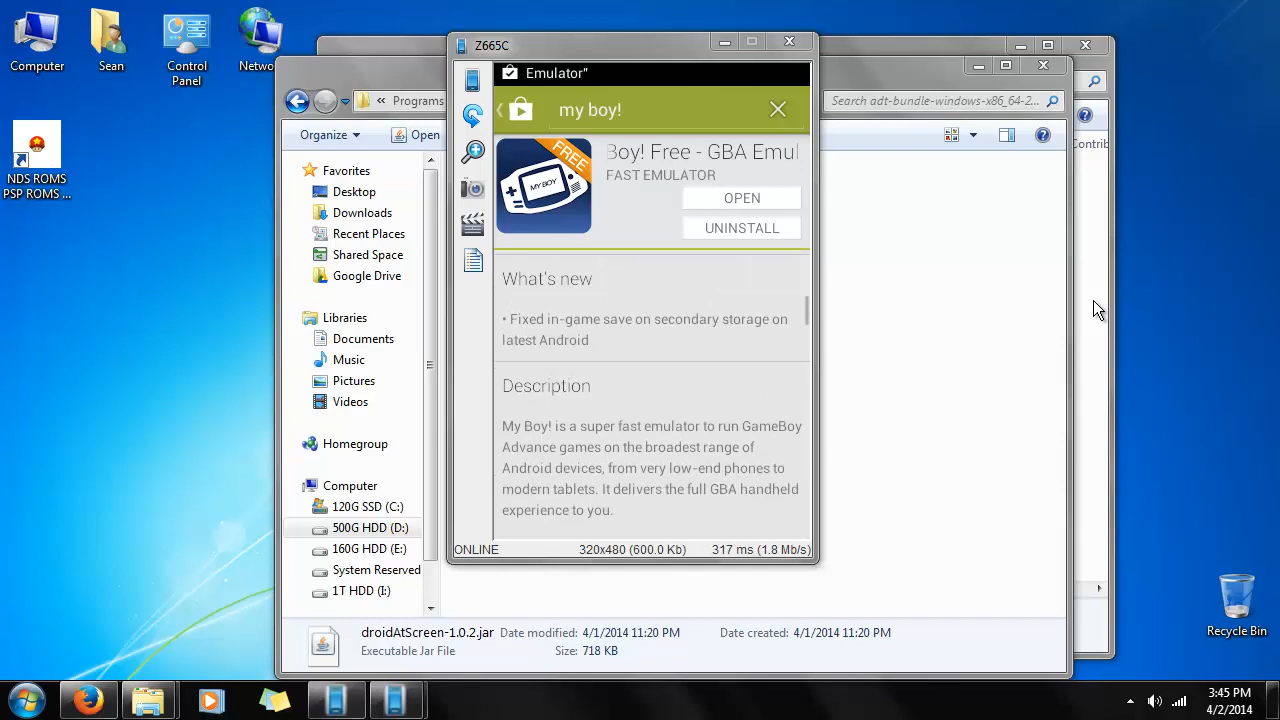 Computer
Sean
Control
Panel
Netwo
NDS ROMS
PSP ROMS ...
Z665C
Emulator"
my boy!
FREE
MY BOY
Boy! Free - GBA Emul
FAST EMULATOR
OPEN
UNINSTALL
What's new
• Fixed in-game save on secondary storage on
latest Android
Description
My Boy! is a super fast emulator to run GameBoy
Advance games on the broadest range of
Android devices, from very low-end phones to
modern tablets. It delivers the full GBA handheld
experience to you.
ONLINE
320x480 (600.0 Kb)
317 ms (1.8 Mb/s)
« Programs
Search adt-bundle-windows-x86_64-2...
Organize
Open
Contrib
Favorites
Desktop
Downloads
Recent Places
Shared Space
Google Drive
Libraries
Documents
Music
Pictures
Videos
Homegroup
Computer
120G SSD (C:)
500G HDD (D:)
160G HDD (E:)
System Reserved
1T HDD (I:)
droidAtScreen-1.0.2.jar
Date modified: 4/1/2014 11:20 PM
Date created: 4/1/2014 11:20 PM
Executable Jar File
Size: 718 KB
Recycle Bin
3:45 PM
4/2/2014